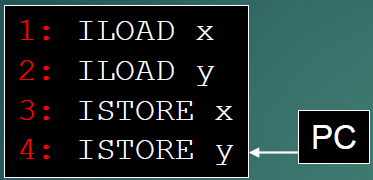 1: ILOAD x
2: ILOAD y
3: ISTORE x
4: ISTORE y
PC